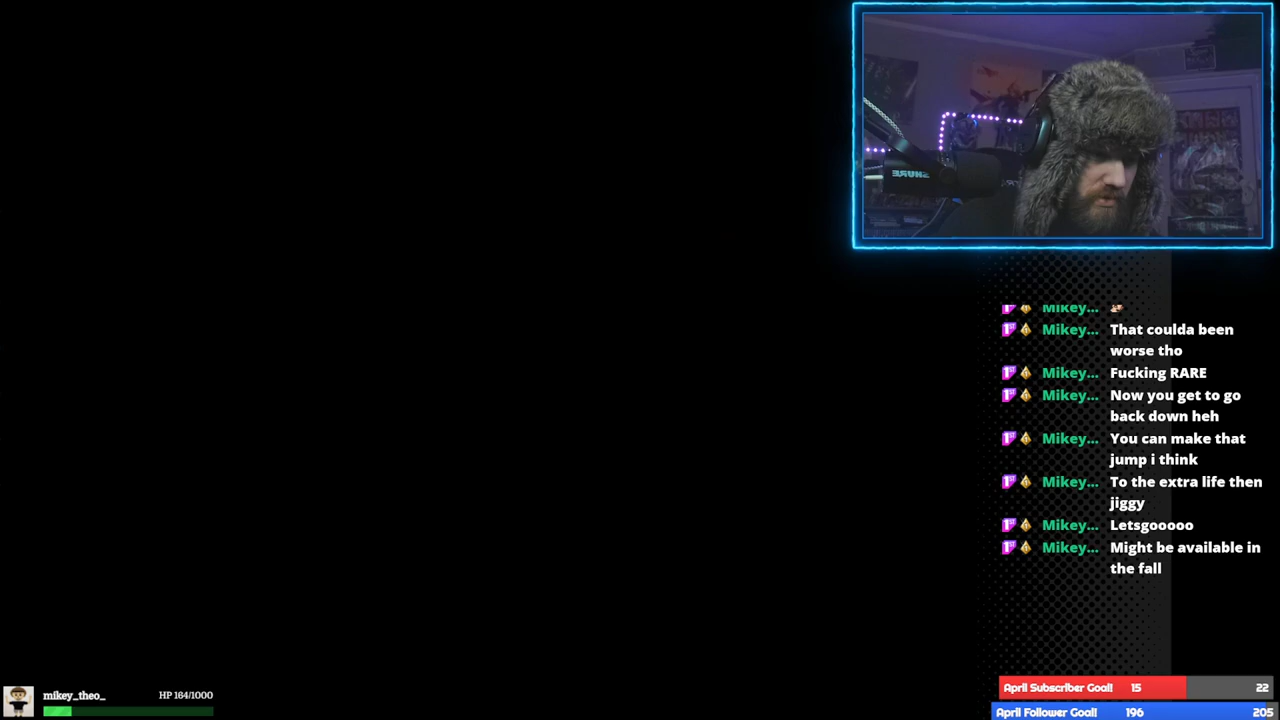 SHURE
Mikey...
Mikey... That coulda been
worse tho
Mikey... Fucking RARE
Mikey... Now you get to go
back down heh
Mikey... You can make that
jump i think
Mikey... To the extra life then
jiggy
Mikey... Letsgooooo
Mikey... Might be available in
the fall
mikey_theo_ HP 164/1000
April Subscriber Goal! 15 22
April Follower Goal! 196 205